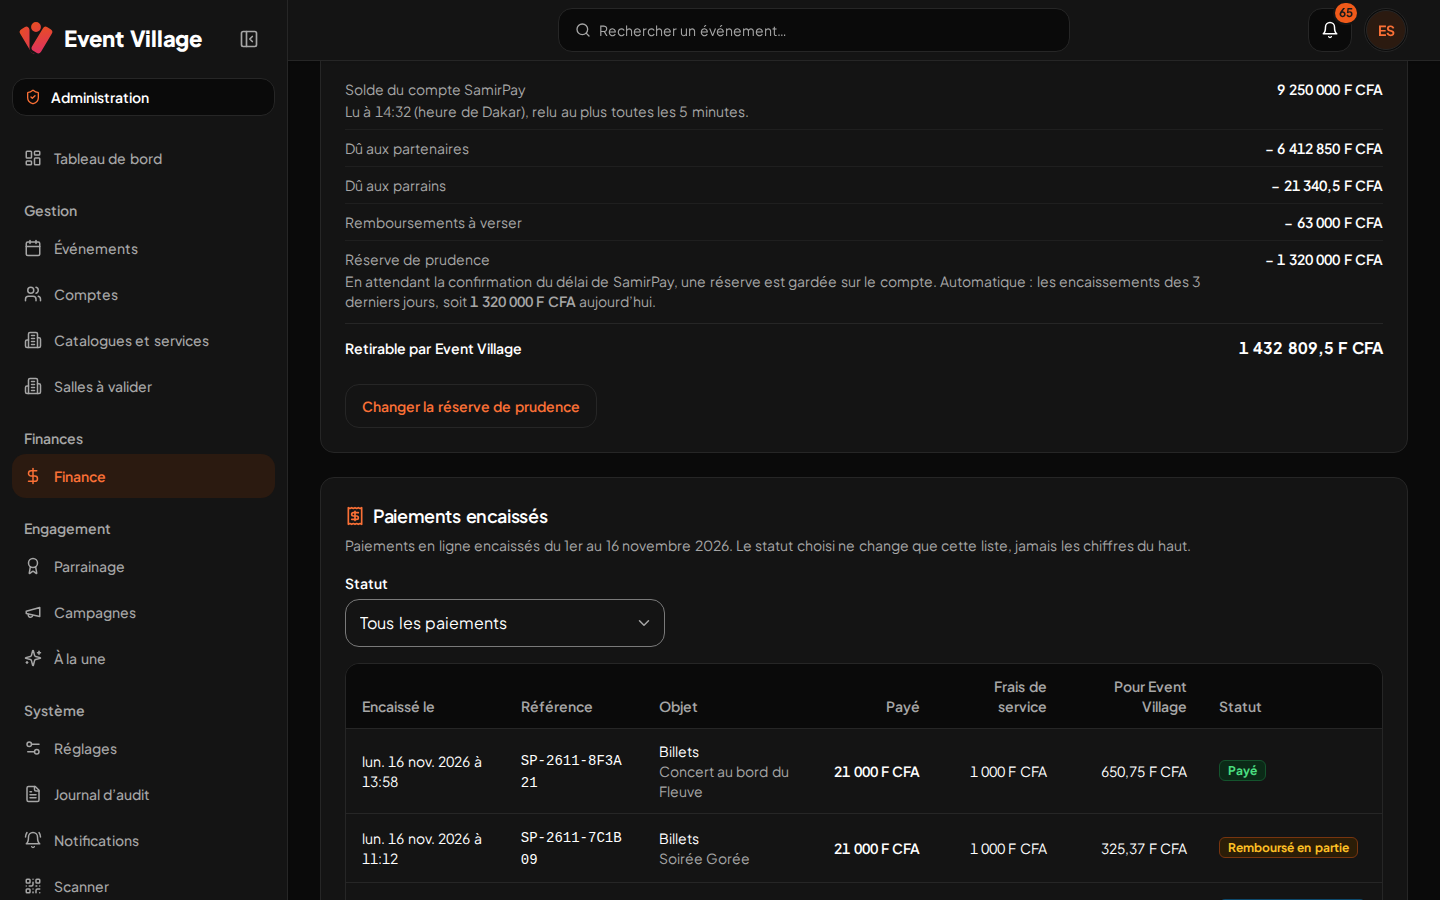 Event Village
Rechercher un événement...
65
ES
Administration
Tableau de bord
Gestion
Événements
Comptes
Catalogues et services
Salles à valider
Finances
Finance
Engagement
Parrainage
Campagnes
À la une
Système
Réglages
Journal d’audit
Notifications
Scanner
Solde du compte SamirPay
9 250 000 F CFA
Lu à 14:32 (heure de Dakar), relu au plus toutes les 5 minutes.
Dû aux partenaires
– 6 412 850 F CFA
Dû aux parrains
– 21 340,5 F CFA
Remboursements à verser
– 63 000 F CFA
Réserve de prudence
– 1 320 000 F CFA
En attendant la confirmation du délai de SamirPay, une réserve est gardée sur le compte. Automatique : les encaissements des 3
derniers jours, soit 1 320 000 F CFA aujourd’hui.
Retirable par Event Village
1 432 809,5 F CFA
Changer la réserve de prudence
Paiements encaissés
Paiements en ligne encaissés du 1er au 16 novembre 2026. Le statut choisi ne change que cette liste, jamais les chiffres du haut.
Statut
Tous les paiements
Encaissé le
Référence
Objet
Payé
Frais de
service
Pour Event
Village
Statut
lun. 16 nov. 2026 à
13:58
SP-2611-8F3A
21
Billets
Concert au bord du
Fleuve
21 000 F CFA
1 000 F CFA
650,75 F CFA
Payé
lun. 16 nov. 2026 à
11:12
SP-2611-7C1B
09
Billets
Soirée Gorée
21 000 F CFA
1 000 F CFA
325,37 F CFA
Remboursé en partie